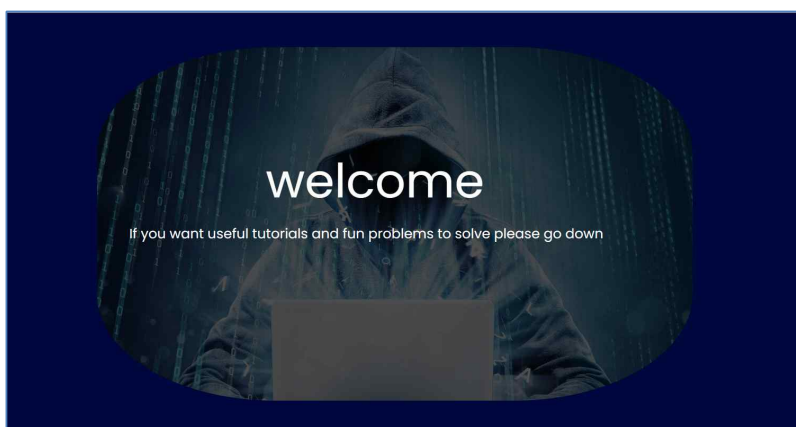 welcome
If you want useful tutorials and fun problems to solve please go down